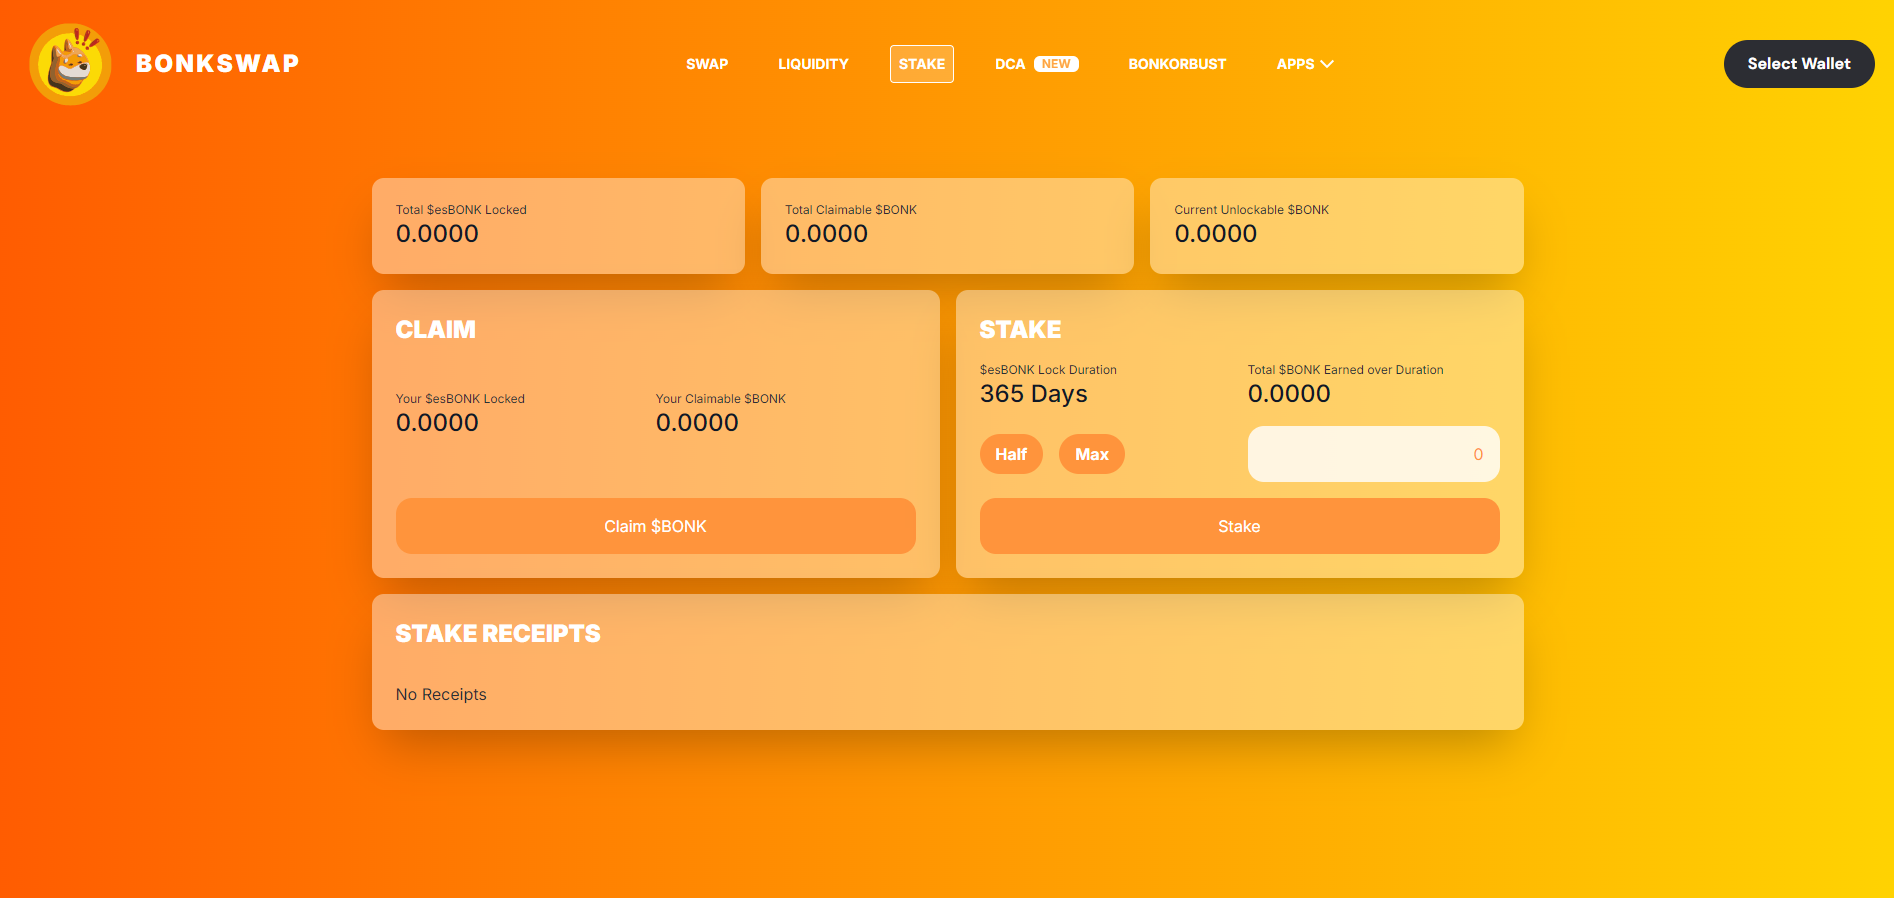 BONKSWAP
SWAP
LIQUIDITY
STAKE
DCA NEW
BONKORBUST
APPS
Select Wallet
Total $esBONK Locked
0.0000
Total Claimable $BONK
0.0000
Current Unlockable $BONK
0.0000
CLAIM
Your $esBONK Locked
0.0000
Your Claimable $BONK
0.0000
Claim $BONK
STAKE
$esBONK Lock Duration
365 Days
Total $BONK Earned over Duration
0.0000
Half
Max
0
Stake
STAKE RECEIPTS
No Receipts